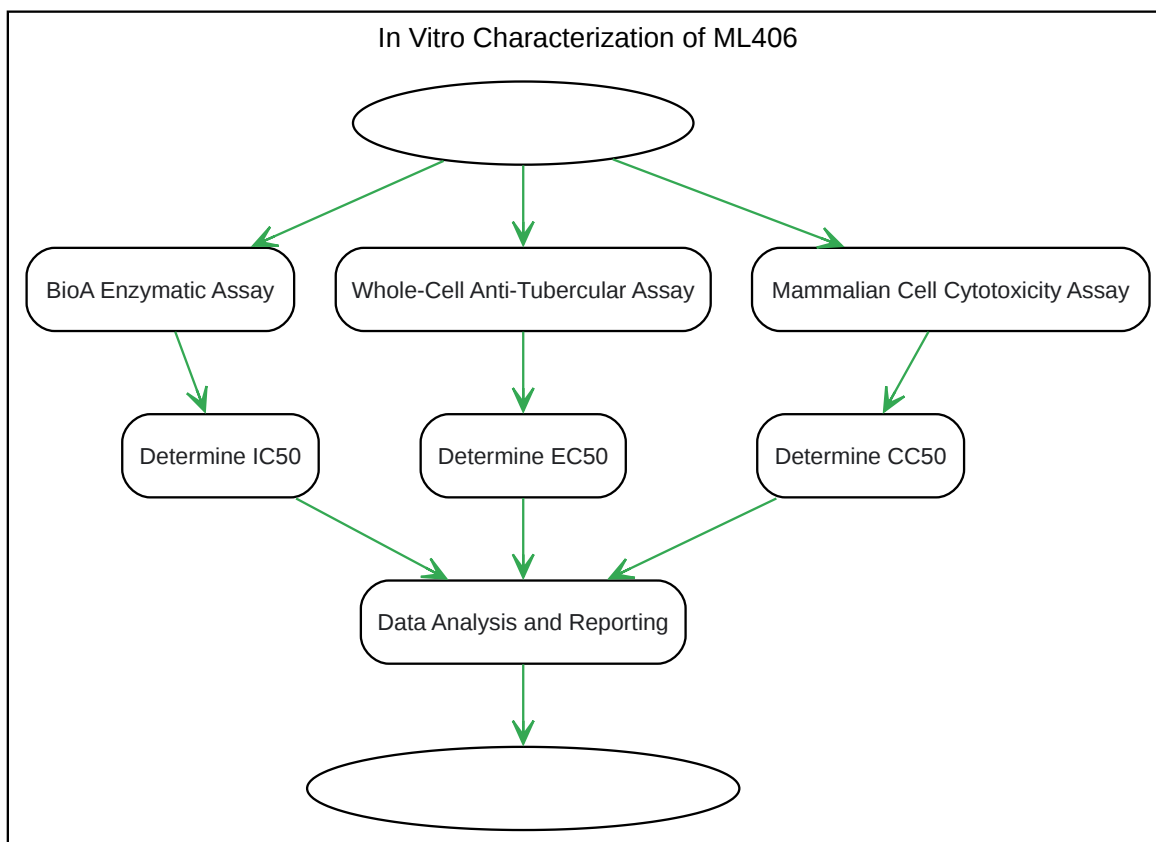 In Vitro Characterization of ML406
BioA Enzymatic Assay
Whole-Cell Anti-Tubercular Assay
Mammalian Cell Cytotoxicity Assay
Determine IC50
Determine EC50
Determine CC50
Data Analysis and Reporting